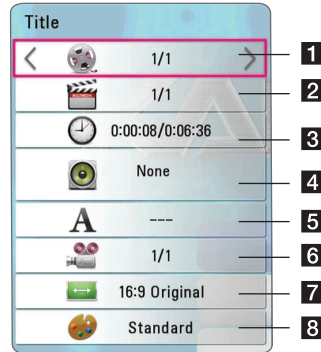 Title
1/1 1
1/1 2
0:00:08/0:06:36 3
None 4
A --- 5
1/1 6
16:9 Original 7
Standard 8